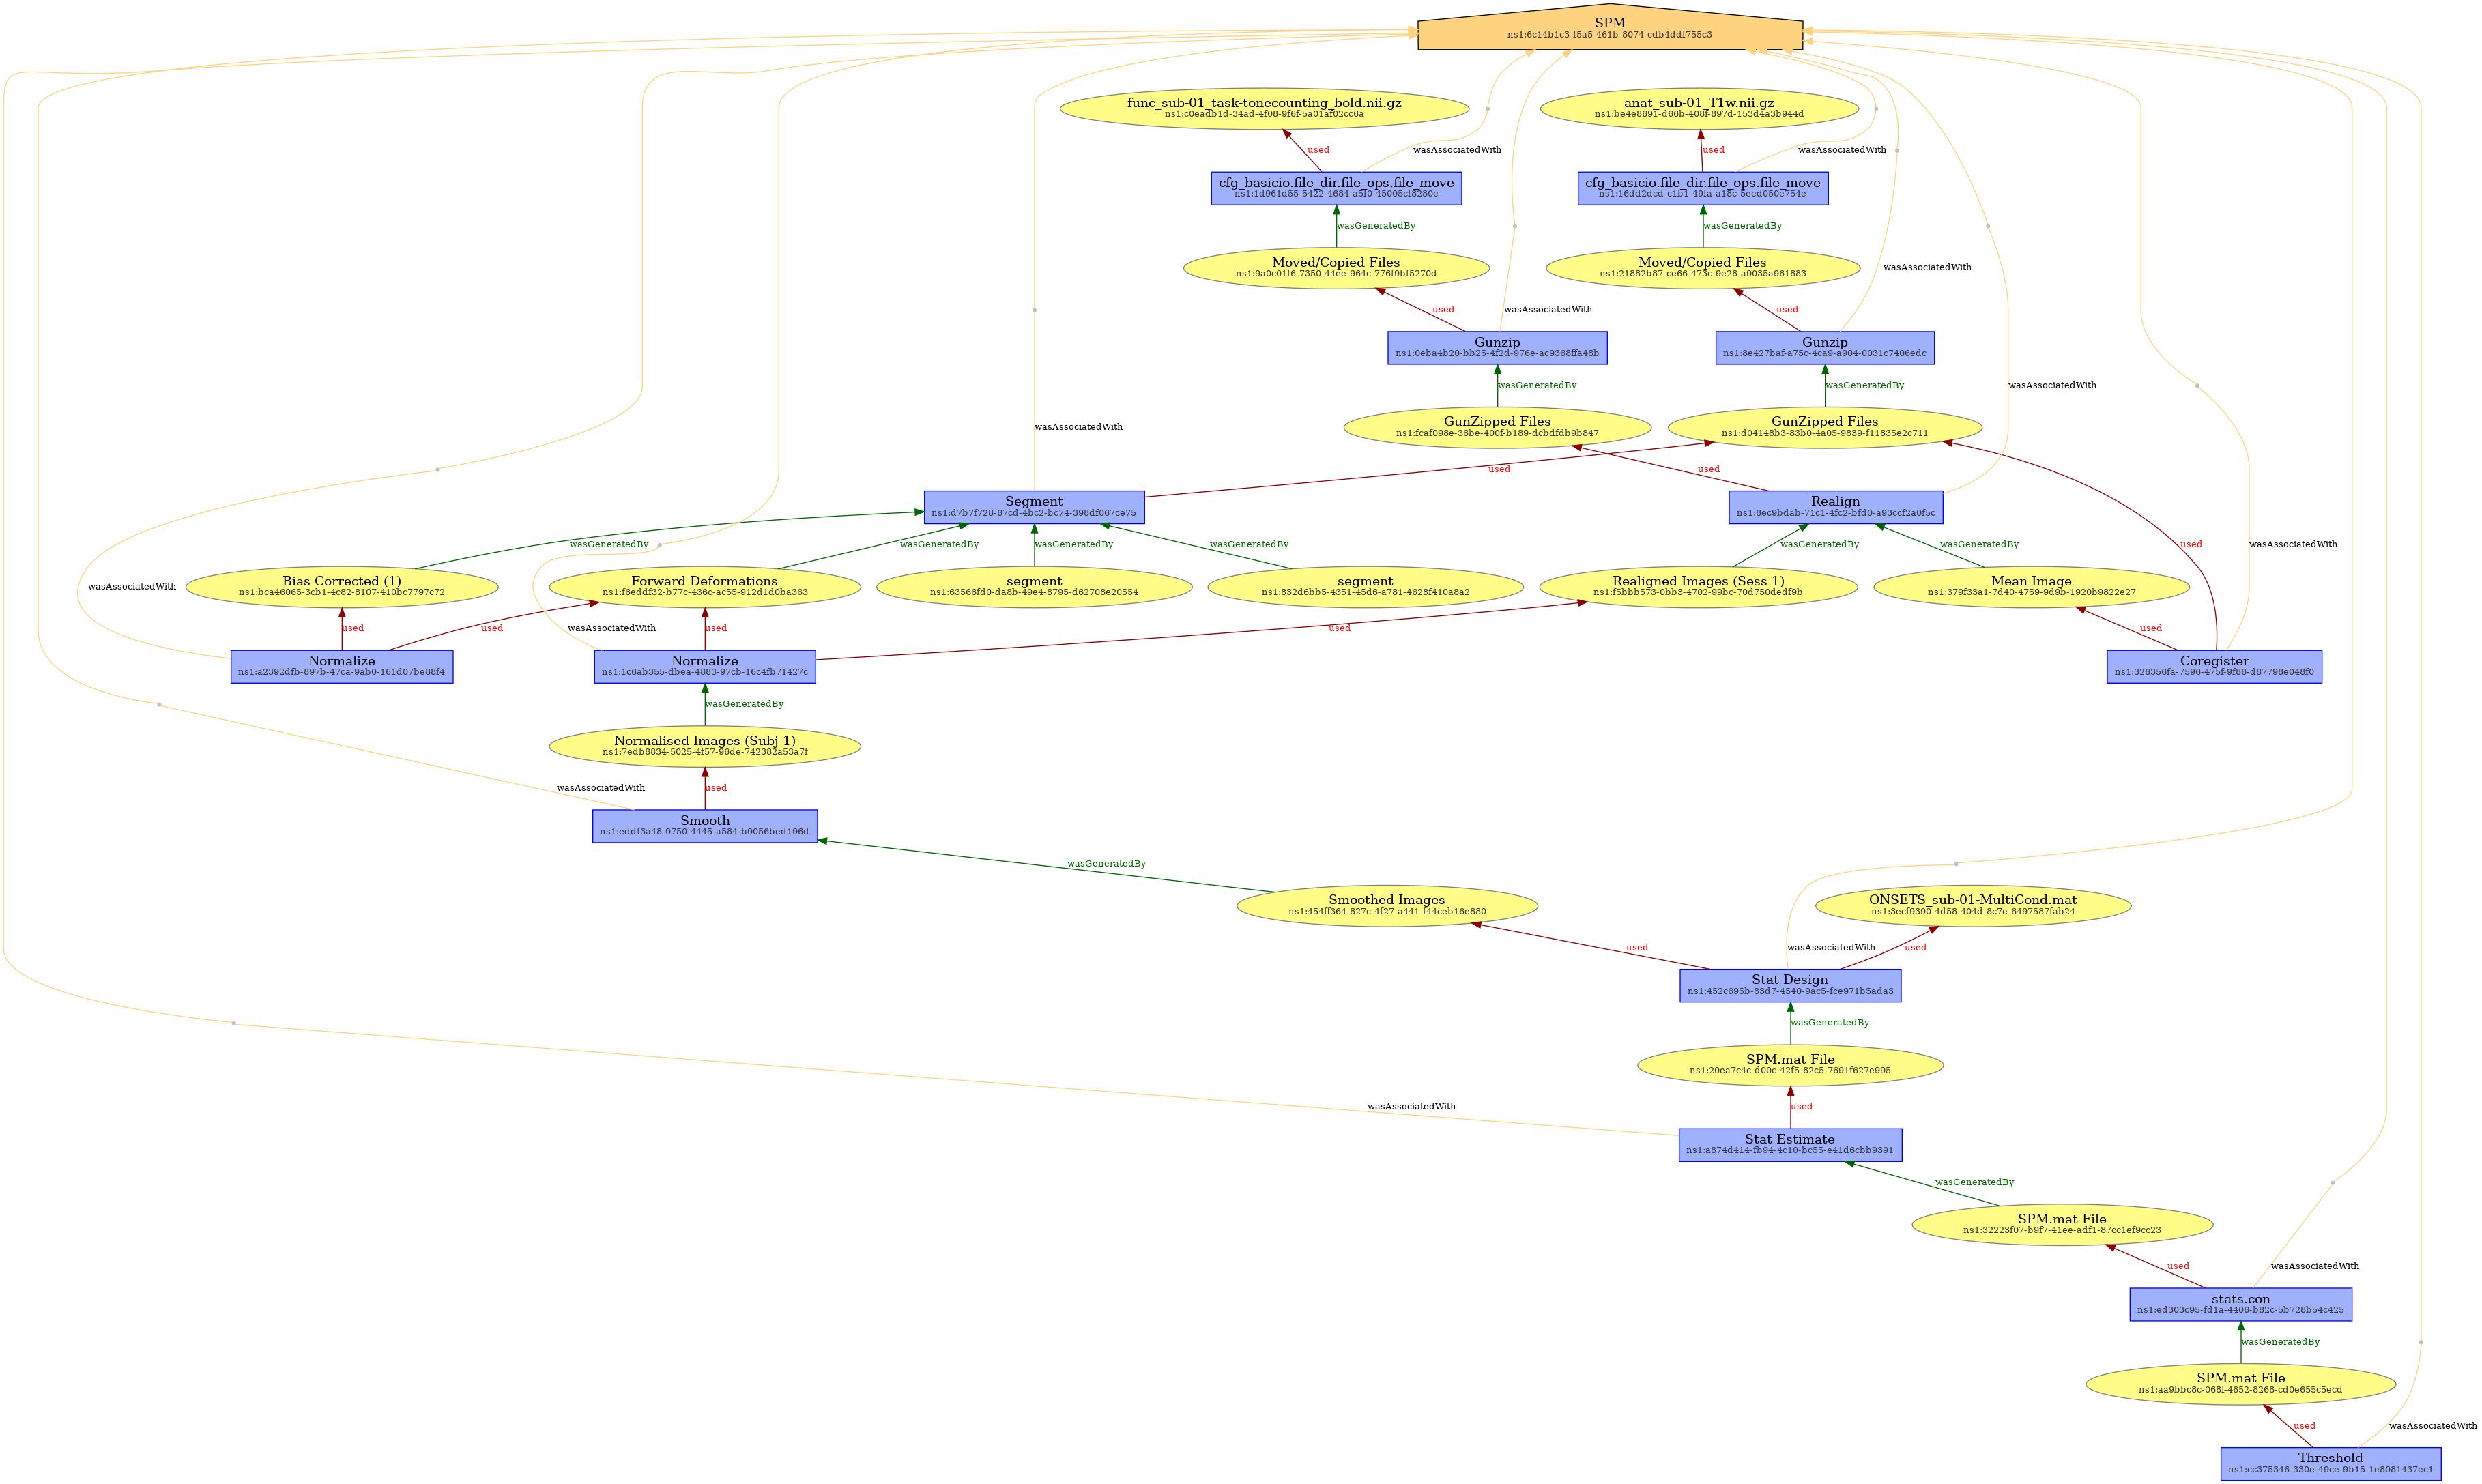 SPM
ns1:6c14b1c3-f5a5-461b-8074-cdb4ddf755c3
func_sub-01_task-tonecounting_bold.nii.gz
ns1:c0eadb1d-34ad-4f08-9f6f-5a01af02cc6a
anat_sub-01_T1w.nii.gz
ns1:be4e8691-d66b-408f-897d-153d4a3b944d
used
wasAssociatedWith
used
wasAssociatedWith
cfg_basicio.file_dir.file_ops.file_move
ns1:1d961d55-5422-4684-a5f0-45005cf8280e
cfg_basicio.file_dir.file_ops.file_move
ns1:16dd2dcd-c1b1-49fa-a18c-5eed050e754e
wasGeneratedBy
wasGeneratedBy
Moved/Copied Files
ns1:9a0c01f6-7350-44ee-964c-776f9bf5270d
Moved/Copied Files
ns1:21882b87-ce66-473c-9e28-a9035a961883
wasAssociatedWith
used
wasAssociatedWith
used
Gunzip
ns1:0eba4b20-bb25-4f2d-976e-ac9368ffa48b
Gunzip
ns1:8e427baf-a75c-4ca9-a904-0031c7406edc
wasGeneratedBy
wasGeneratedBy
wasAssociatedWith
GunZipped Files
ns1:fcaf098e-36be-400f-b189-dcbdfdb9b847
GunZipped Files
ns1:d04148b3-83b0-4a05-9839-f11835e2c711
wasAssociatedWith
used
used
Segment
ns1:d7b7f728-67cd-4bc2-bc74-398df067ce75
Realign
ns1:8ec9bdab-71c1-4fc2-bfd0-a93ccf2a0f5c
wasGeneratedBy
wasGeneratedBy
wasGeneratedBy
wasGeneratedBy
wasGeneratedBy
wasGeneratedBy
used
wasAssociatedWith
wasAssociatedWith
Bias Corrected (1)
ns1:bca46065-3cb1-4c82-8107-410bc7797c72
Forward Deformations
ns1:f6eddf32-b77c-436c-ac55-912d1d0ba363
segment
ns1:63566fd0-da8b-49e4-8795-d62708e20554
segment
ns1:832d6bb5-4351-45d6-a781-4628f410a8a2
Realigned Images (Sess 1)
ns1:f5bbb573-0bb3-4702-99bc-70d750dedf9b
Mean Image
ns1:379f33a1-7d40-4759-9d9b-1920b9822e27
used
used
wasAssociatedWith
used
used
used
Normalize
ns1:a2392dfb-897b-47ca-9ab0-161d07be88f4
Normalize
ns1:1c6ab355-dbea-4883-97cb-16c4fb71427c
Coregister
ns1:326356fa-7596-475f-9f86-d87798e048f0
wasGeneratedBy
Normalised Images (Subj 1)
ns1:7edb8834-5025-4f57-96de-742382a53a7f
wasAssociatedWith
used
Smooth
ns1:eddf3a48-9750-4445-a584-b9056bed196d
wasGeneratedBy
Smoothed Images
ns1:454ff364-827c-4f27-a441-f44ceb16e880
ONSETS_sub-01-MultiCond.mat
ns1:3ecf9390-4d58-404d-8c7e-6497587fab24
used
wasAssociatedWith
used
Stat Design
ns1:452c695b-83d7-4540-9ac5-fce971b5ada3
wasGeneratedBy
SPM.mat File
ns1:20ea7c4c-d00c-42f5-82c5-7691f627e995
wasAssociatedWith
used
Stat Estimate
ns1:a874d414-fb94-4c10-bc55-e41d6cbb9391
wasGeneratedBy
SPM.mat File
ns1:32223f07-b9f7-41ee-adf1-87cc1ef9cc23
used
wasAssociatedWith
stats.con
ns1:ed303c95-fd1a-4406-b82c-5b728b54c425
wasGeneratedBy
SPM.mat File
ns1:aa9bbc8c-068f-4652-8268-cd0e655c5ecd
used
wasAssociatedWith
Threshold
ns1:cc375346-330e-49ce-9b15-1e8081437ec1